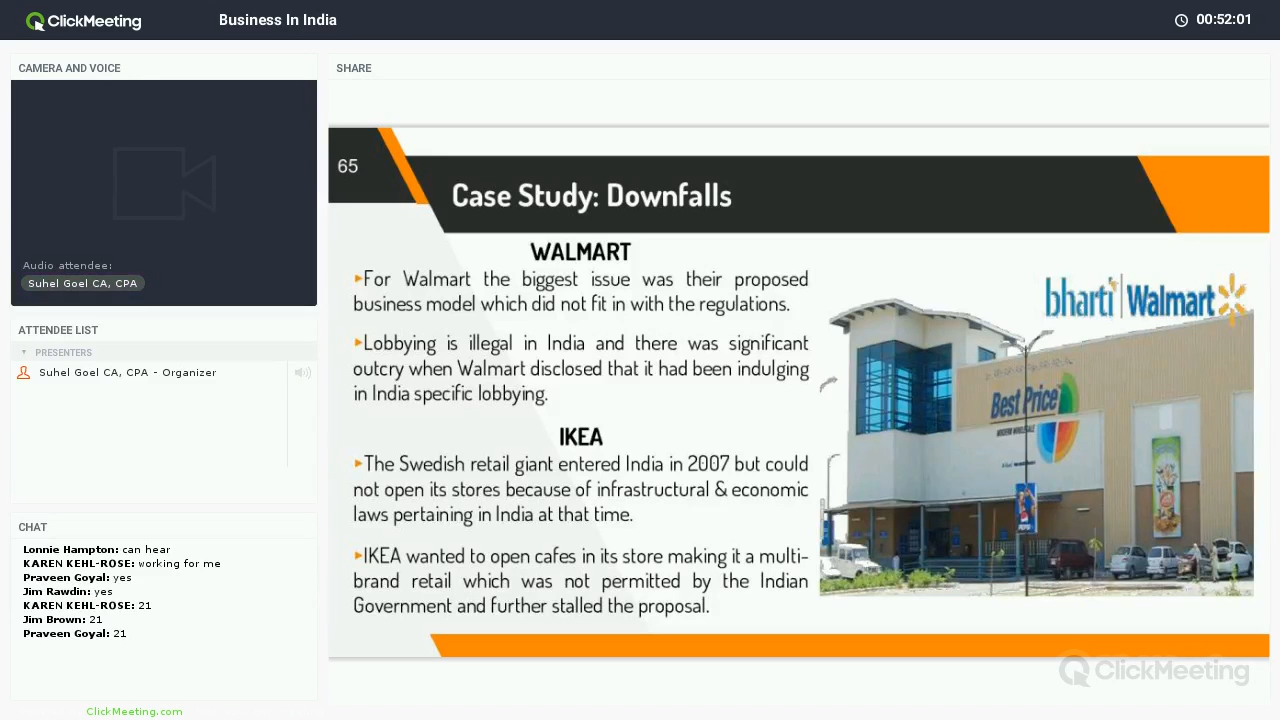 ClickMeeting
Business In India
00:52:01
CAMERA AND VOICE
Audio attendee:
Suhel Goel CA, CPA
ATTENDEE LIST
PRESENTERS
Suhel Goel CA, CPA - Organizer
CHAT
Lonnie Hampton: can hear
KAREN KEHL-ROSE: working for me
Praveen Goyal: yes
Jim Rawdin: yes
KAREN KEHL-ROSE: 21
Jim Brown: 21
Praveen Goyal: 21
ClickMeeting.com
SHARE
65
Case Study: Downfalls
WALMART
For Walmart the biggest issue was their proposed
business model which did not fit in with the regulations.
Lobbying is illegal in India and there was significant
outcry when Walmart disclosed that it had been indulging
in India specific lobbying.
IKEA
The Swedish retail giant entered India in 2007 but could
not open its stores because of infrastructural & economic
laws pertaining in India at that time.
IKEA wanted to open cafes in its store making it a multi-
brand retail which was not permitted by the Indian
Government and further stalled the proposal.
bharti Walmart
BEST PRICE
MODERN WHOLESALE
ClickMeeting